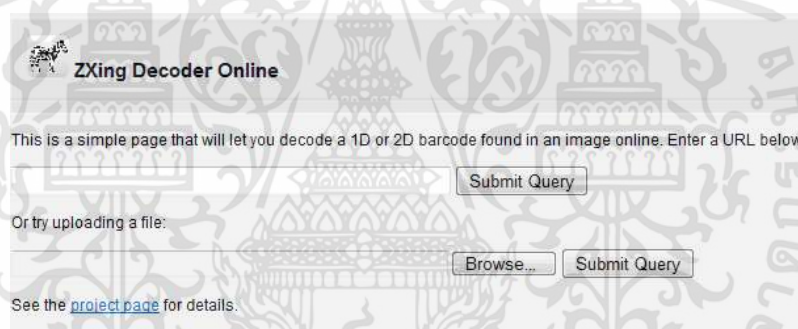 ZXing Decoder Online
This is a simple page that will let you decode a 1D or 2D barcode found in an image online. Enter a URL below
Submit Query
Or try uploading a file:
Browse... Submit Query
See the project page for details.